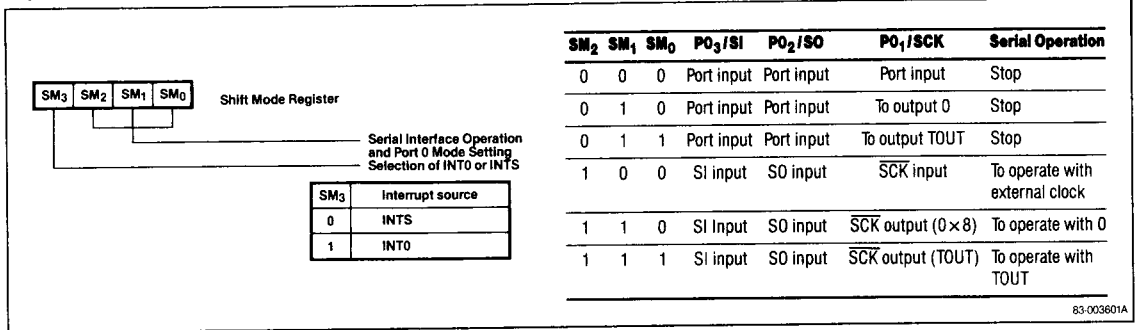 SM3 SM2 SM1 SM0 Shift Mode Register
Serial Interface Operation
and Port 0 Mode Setting
Selection of INT0 or INTS
SM3 Interrupt source
0 INTS
1 INT0
SM2 SM1 SM0 P03/SI P02/SO P01/SCK Serial Operation
0 0 0 Port input Port input Port input Stop
0 1 0 Port input Port input To output 0 Stop
0 1 1 Port input Port input To output TOUT Stop
1 0 0 SI input SO input SCK input To operate with
external clock
1 1 0 SI Input SO input SCK output (0×8) To operate with 0
1 1 1 SI input SO input SCK output (TOUT) To operate with
TOUT
83-003601A